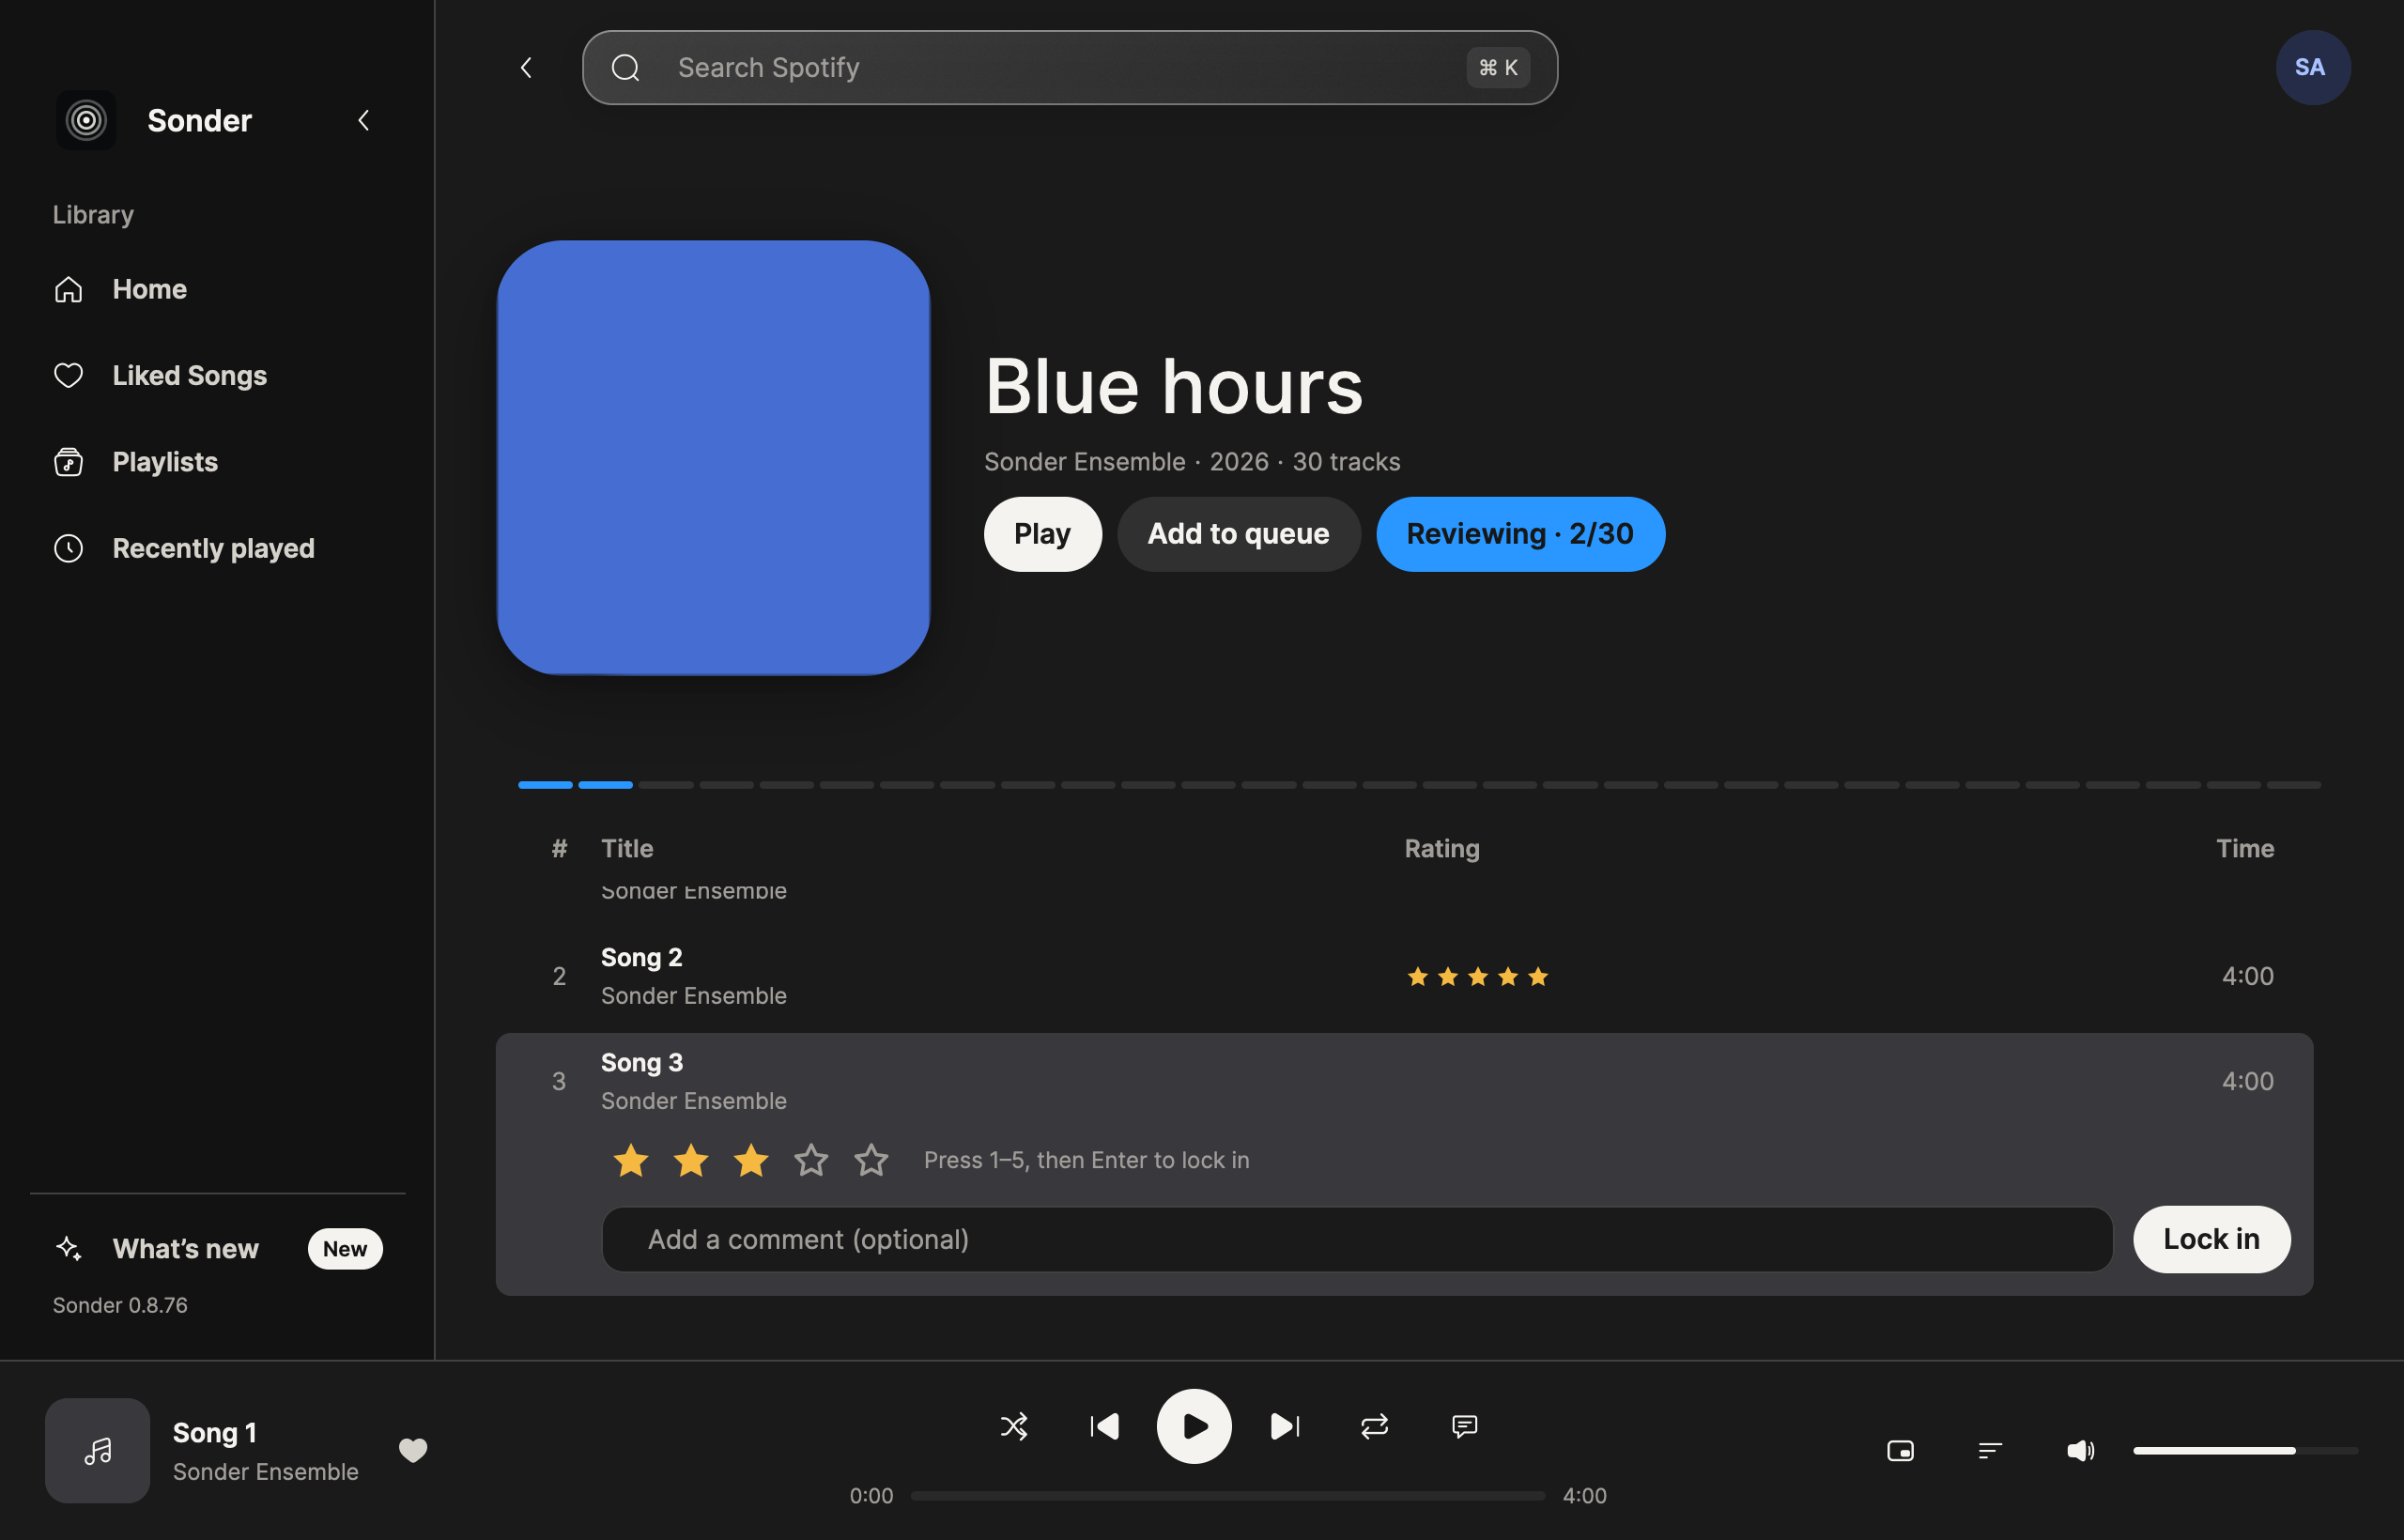 Search Spotify
⌘ K
SA
Sonder
Library
Home
Liked Songs
Playlists
Recently played
Blue hours
Sonder Ensemble · 2026 · 30 tracks
Play
Add to queue
Reviewing · 2/30
# Title Rating Time
Sonder Ensemble
2 Song 2 4:00
Sonder Ensemble
3 Song 3 4:00
Sonder Ensemble
Press 1–5, then Enter to lock in
Add a comment (optional)
Lock in
What’s new
New
Sonder 0.8.76
Song 1
Sonder Ensemble
0:00
4:00